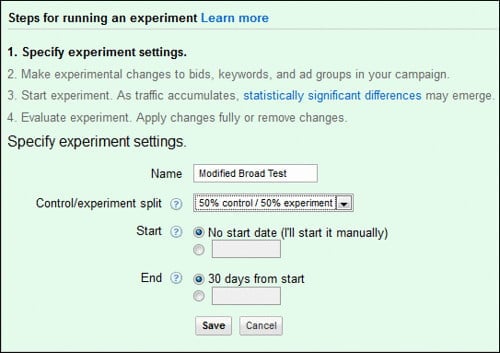 Steps for running an experiment Learn more
1. Specify experiment settings.
2. Make experimental changes to bids, keywords, and ad groups in your campaign.
3. Start experiment. As traffic accumulates, statistically significant differences may emerge.
4. Evaluate experiment. Apply changes fully or remove changes.
Specify experiment settings.
Name Modified Broad Test
Control/experiment split ? 50% control / 50% experiment
Start ? No start date (I'll start it manually)
End ? 30 days from start
Save Cancel